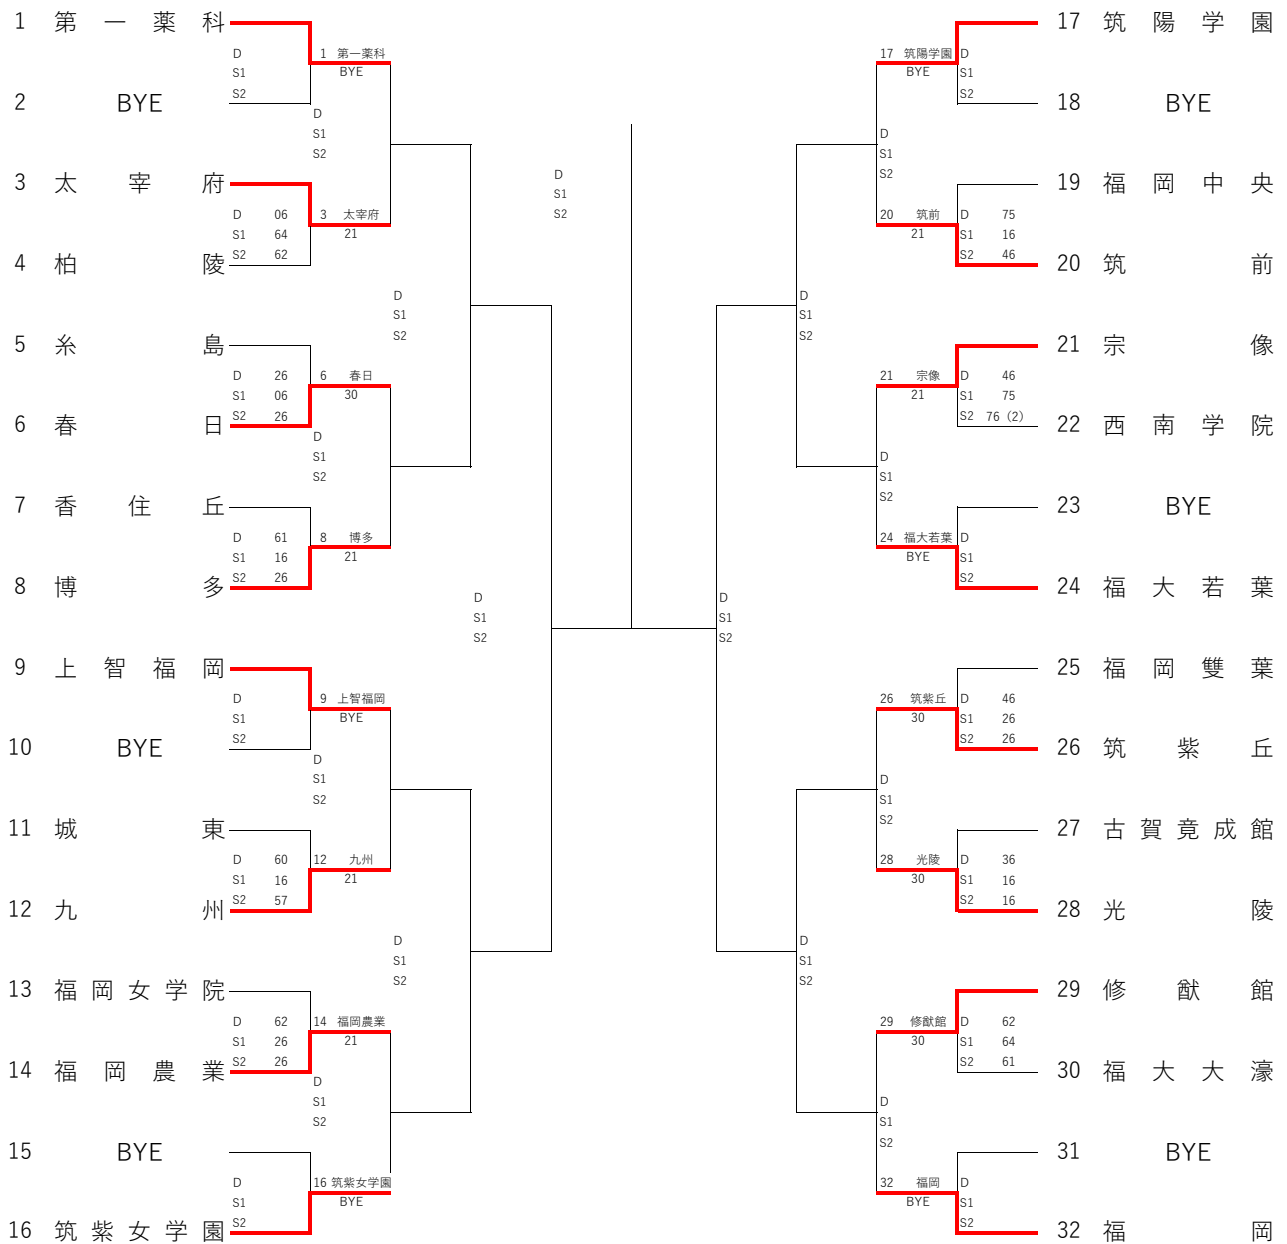 1 第一薬科
D
S1
S2
1 第一薬科
BYE
2 BYE
D
S1
S2
3 太宰府
D 06
S1 64
S2 62
3 太宰府
21
4 柏陵
D
S1
S2
5 糸島
D 26
S1 06
S2 26
6 春日
30
6 春日
D
S1
S2
7 香住丘
D 61
S1 16
S2 26
8 博多
21
8 博多
D
S1
S2
9 上智福岡
D
S1
S2
9 上智福岡
BYE
10 BYE
D
S1
S2
11 城東
D 60
S1 16
S2 57
12 九州
21
12 九州
D
S1
S2
13 福岡女学院
D 62
S1 26
S2 26
14 福岡農業
21
14 福岡農業
D
S1
S2
15 BYE
D
S1
S2
16 筑紫女学園
BYE
16 筑紫女学園
D
S1
S2
17 筑陽学園
17 筑陽学園
BYE
D
S1
S2
18 BYE
D
S1
S2
19 福岡中央
20 筑前
21
D 75
S1 16
S2 46
20 筑前
D
S1
S2
21 宗像
21 宗像
21
D 46
S1 75
S2 76（2）
22 西南学院
D
S1
S2
23 BYE
24 福大若葉
BYE
D
S1
S2
24 福大若葉
D
S1
S2
25 福岡雙葉
26 筑紫丘
30
D 46
S1 26
S2 26
26 筑紫丘
D
S1
S2
27 古賀竟成館
28 光陵
30
D 36
S1 16
S2 16
28 光陵
D
S1
S2
29 修猷館
29 修猷館
30
D 62
S1 64
S2 61
30 福大大濠
D
S1
S2
31 BYE
32 福岡
BYE
D
S1
S2
32 福岡